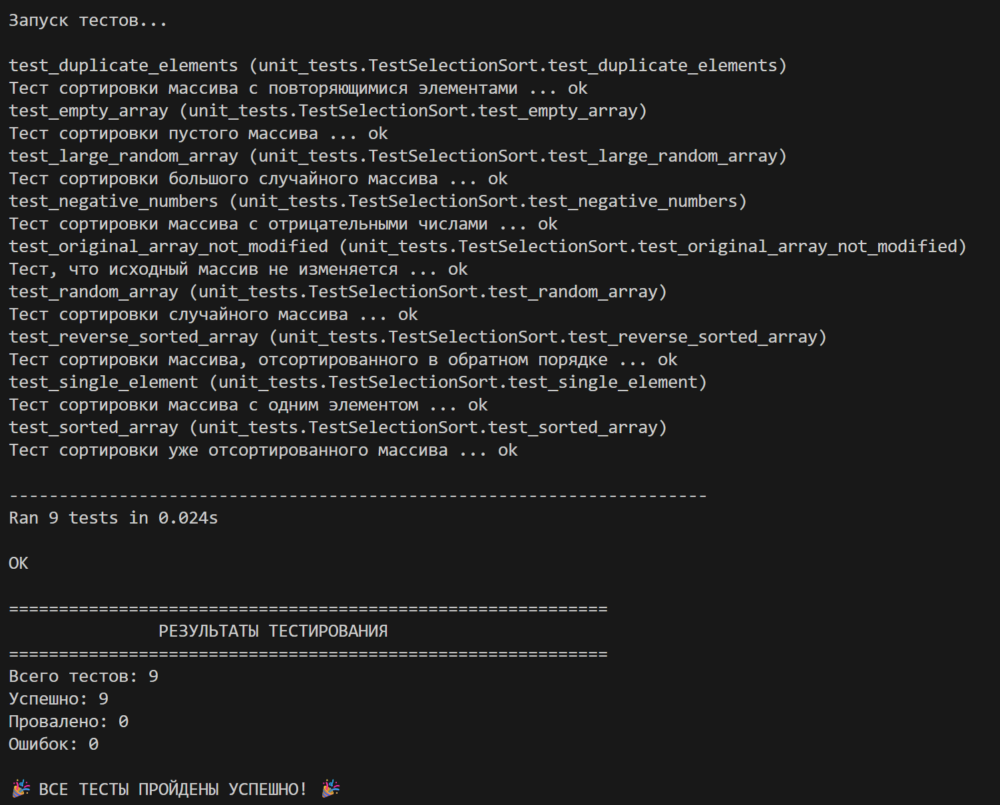 Запуск тестов...
test_duplicate_elements (unit_tests.TestSelectionSort.test_duplicate_elements)
Тест сортировки массива с повторяющимися элементами ... ok
test_empty_array (unit_tests.TestSelectionSort.test_empty_array)
Тест сортировки пустого массива ... ok
test_large_random_array (unit_tests.TestSelectionSort.test_large_random_array)
Тест сортировки большого случайного массива ... ok
test_negative_numbers (unit_tests.TestSelectionSort.test_negative_numbers)
Тест сортировки массива с отрицательными числами ... ok
test_original_array_not_modified (unit_tests.TestSelectionSort.test_original_array_not_modified)
Тест, что исходный массив не изменяется ... ok
test_random_array (unit_tests.TestSelectionSort.test_random_array)
Тест сортировки случайного массива ... ok
test_reverse_sorted_array (unit_tests.TestSelectionSort.test_reverse_sorted_array)
Тест сортировки массива, отсортированного в обратном порядке ... ok
test_single_element (unit_tests.TestSelectionSort.test_single_element)
Тест сортировки массива с одним элементом ... ok
test_sorted_array (unit_tests.TestSelectionSort.test_sorted_array)
Тест сортировки уже отсортированного массива ... ok
----------------------------------------------------------------------
Ran 9 tests in 0.024s
OK
============================================================
РЕЗУЛЬТАТЫ ТЕСТИРОВАНИЯ
============================================================
Всего тестов: 9
Успешно: 9
Провалено: 0
Ошибок: 0
🎉 ВСЕ ТЕСТЫ ПРОЙДЕНЫ УСПЕШНО! 🎉